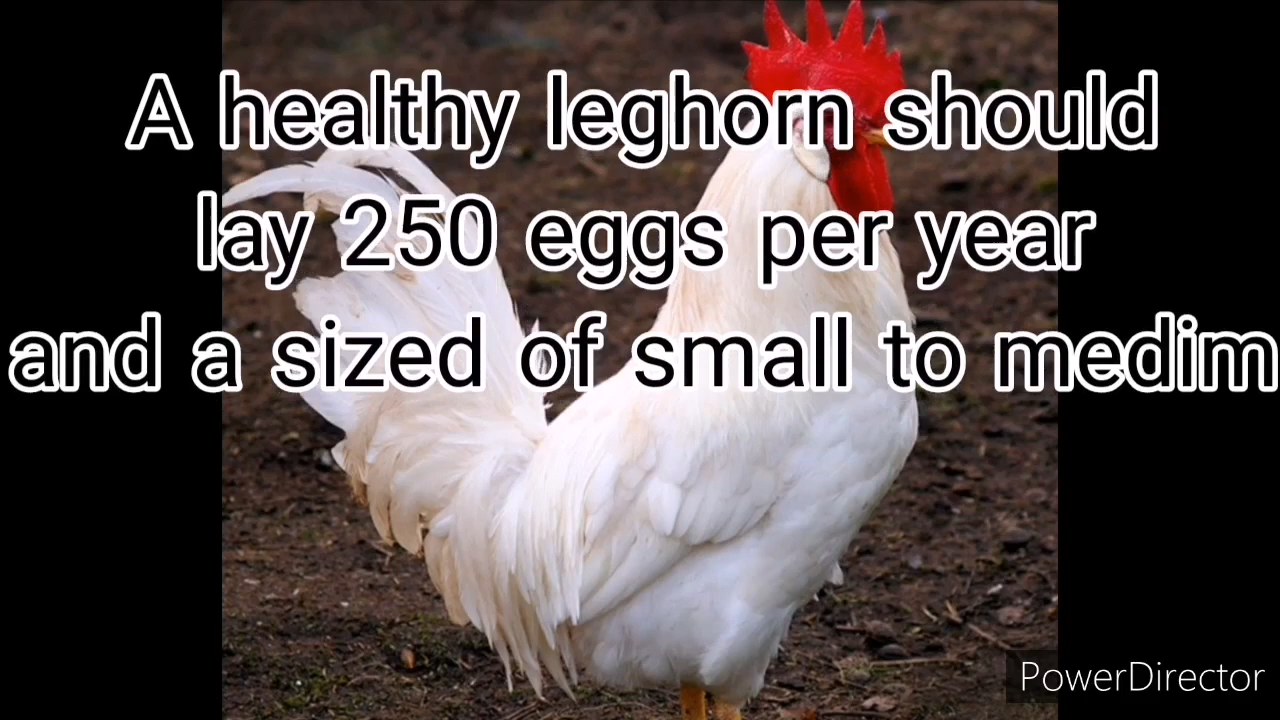 A healthy leghorn should
lay 250 eggs per year
and a sized of small to medim
PowerDirector